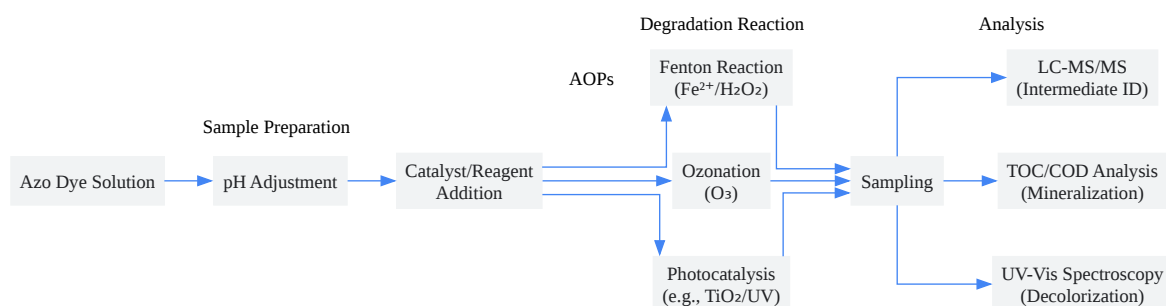 Degradation Reaction
Analysis
AOPs
Fenton Reaction
(Fe²⁺/H₂O₂)
LC-MS/MS
(Intermediate ID)
Sample Preparation
Azo Dye Solution
pH Adjustment
Catalyst/Reagent
Addition
Ozonation
(O₃)
Sampling
TOC/COD Analysis
(Mineralization)
Photocatalysis
(e.g., TiO₂/UV)
UV-Vis Spectroscopy
(Decolorization)